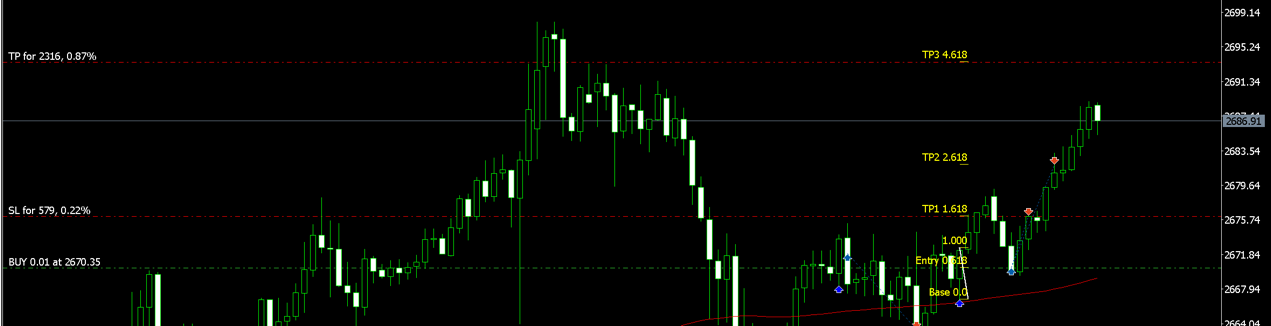 2699.14
TP for 2316, 0.87%
TP3 4.618
2695.24
2691.34
2686.91
TP2 2.618
2683.54
2679.64
SL for 579, 0.22%
TP1 1.618
2675.74
1.000
2671.84
BUY 0.01 at 2670.35
Entry 0.618
2667.94
Base 0.0
2664.04